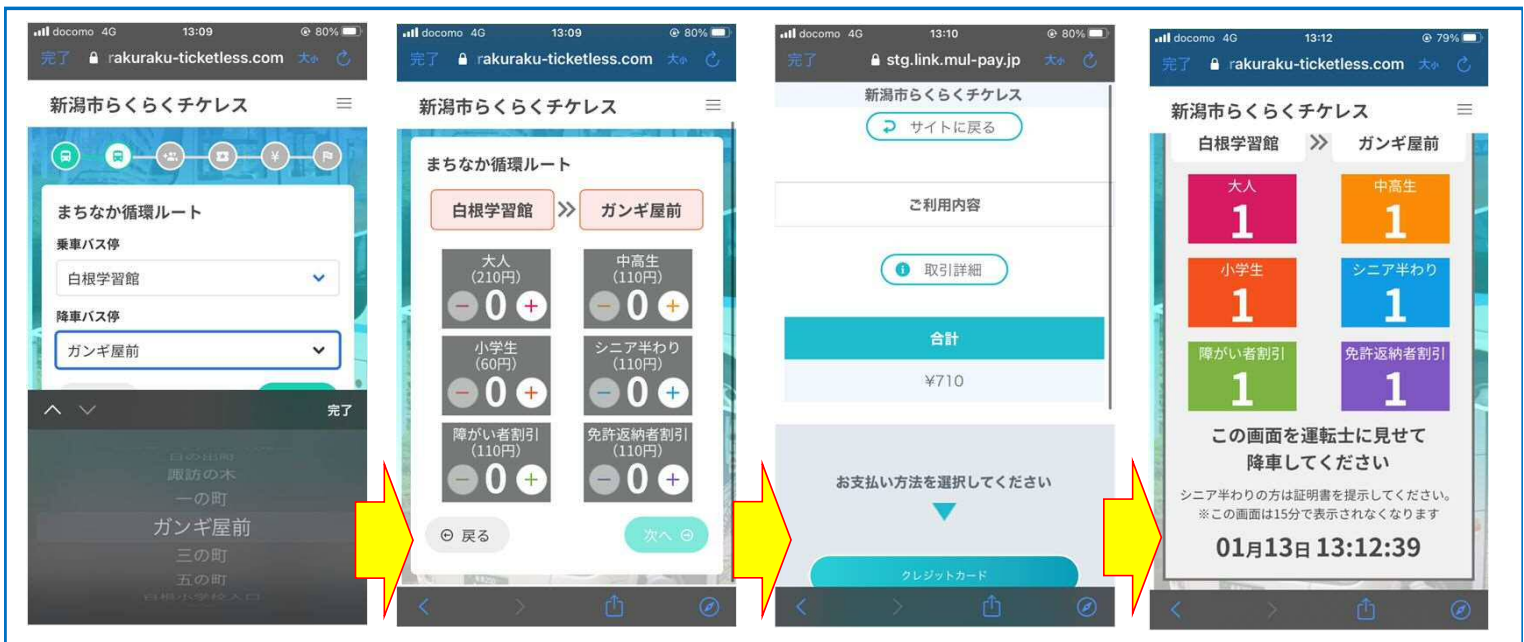 docomo 4G 13:09 80%
完了 rakuraku-ticketless.com 大小
新潟市らくらくチケレス
¥
まちなか循環ルート
乗車バス停
白根学習館
降車バス停
ガンギ屋前
完了
日の出町
諏訪の木
一の町
ガンギ屋前
三の町
五の町
白根小学校入口
docomo 4G 13:09 80%
完了 rakuraku-ticketless.com 大小
新潟市らくらくチケレス
まちなか循環ルート
白根学習館 ガンギ屋前
大人 中高生
(210円) (110円)
− 0 + − 0 +
小学生 シニア半わり
(60円) (110円)
− 0 + − 0 +
障がい者割引 免許返納者割引
(110円) (110円)
− 0 + − 0 +
戻る 次へ
docomo 4G 13:10 80%
完了 stg.link.mul-pay.jp 大小
新潟市らくらくチケレス
サイトに戻る
ご利用内容
取引詳細
合計
¥710
お支払い方法を選択してください
クレジットカード
docomo 4G 13:12 79%
完了 rakuraku-ticketless.com 大小
新潟市らくらくチケレス
白根学習館 ガンギ屋前
大人 中高生
1 1
小学生 シニア半わり
1 1
障がい者割引 免許返納者割引
1 1
この画面を運転士に見せて
降車してください
シニア半わりの方は証明書を提示してください。
※この画面は15分で表示されなくなります
01月13日 13:12:39